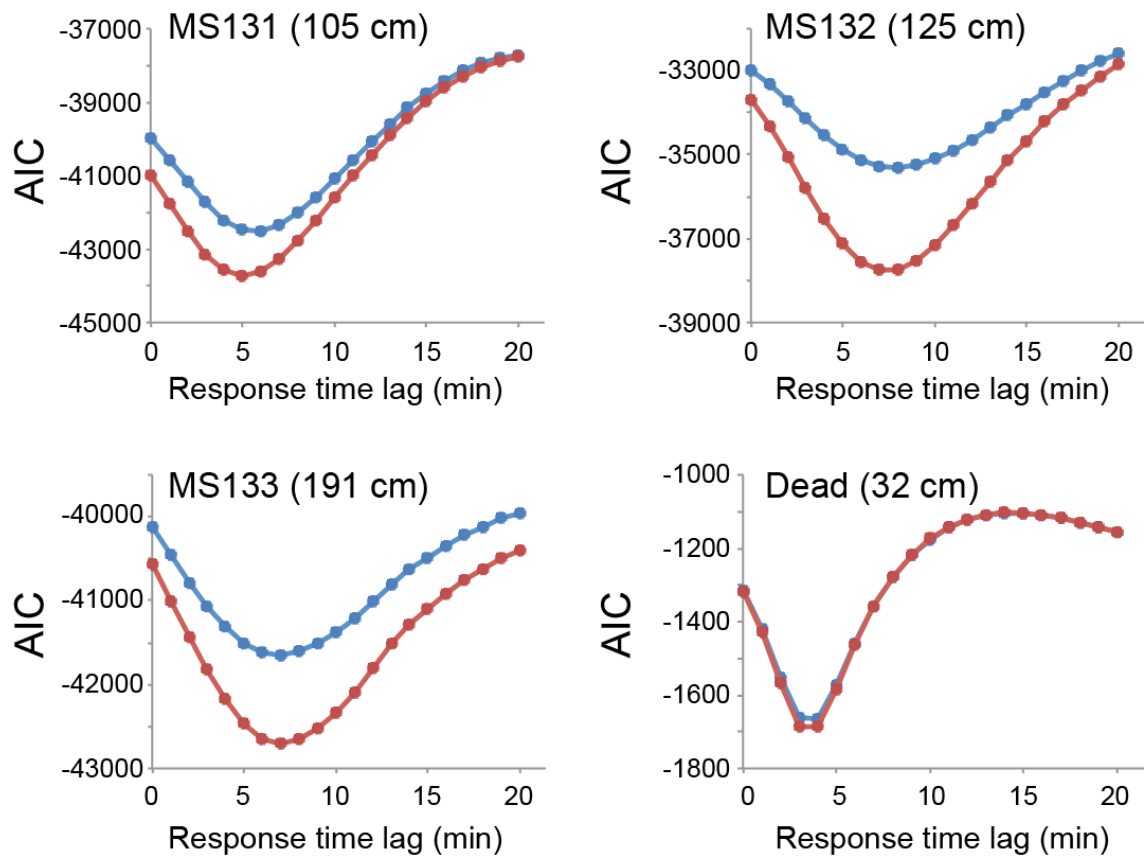 MS131 (105 cm)
-37000
-39000
-41000
-43000
-45000
AIC
0 5 10 15 20
Response time lag (min)
MS132 (125 cm)
-33000
-35000
-37000
-39000
AIC
0 5 10 15 20
Response time lag (min)
MS133 (191 cm)
-40000
-41000
-42000
-43000
AIC
0 5 10 15 20
Response time lag (min)
Dead (32 cm)
-1000
-1200
-1400
-1600
-1800
AIC
0 5 10 15 20
Response time lag (min)